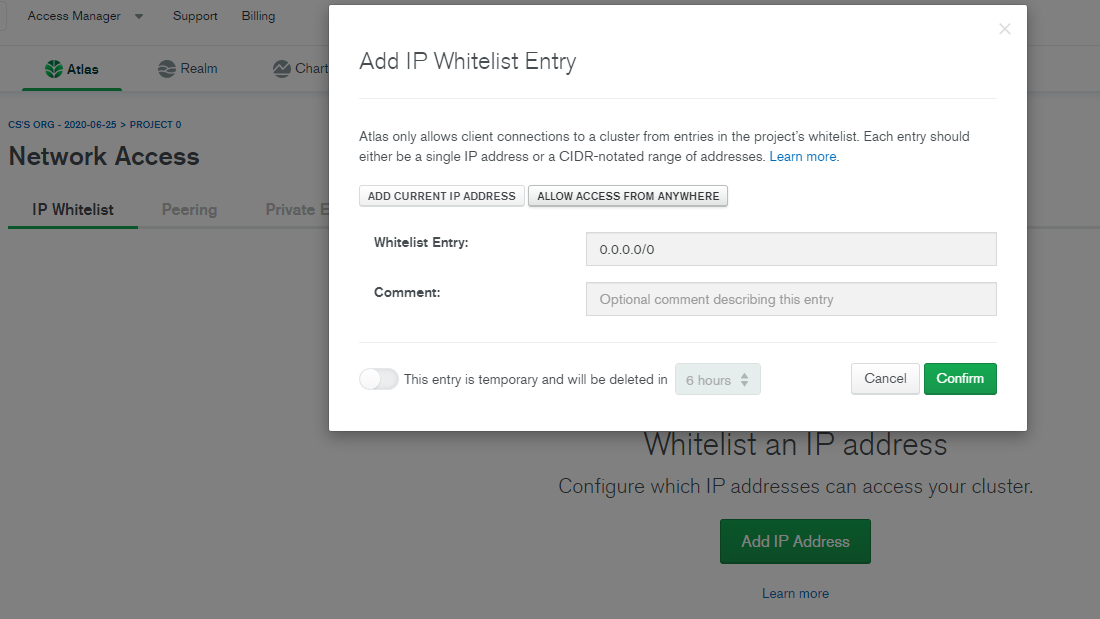 Access Manager
Support
Billing
Atlas
Realm
Chart
CS'S ORG - 2020-06-25 > PROJECT 0
Network Access
IP Whitelist
Peering
Private E
Add IP Whitelist Entry
Atlas only allows client connections to a cluster from entries in the project's whitelist. Each entry should
either be a single IP address or a CIDR-notated range of addresses. Learn more.
ADD CURRENT IP ADDRESS
ALLOW ACCESS FROM ANYWHERE
Whitelist Entry:
0.0.0.0/0
Comment:
Optional comment describing this entry
This entry is temporary and will be deleted in
6 hours
Cancel
Confirm
Whitelist an IP address
Configure which IP addresses can access your cluster.
Add IP Address
Learn more